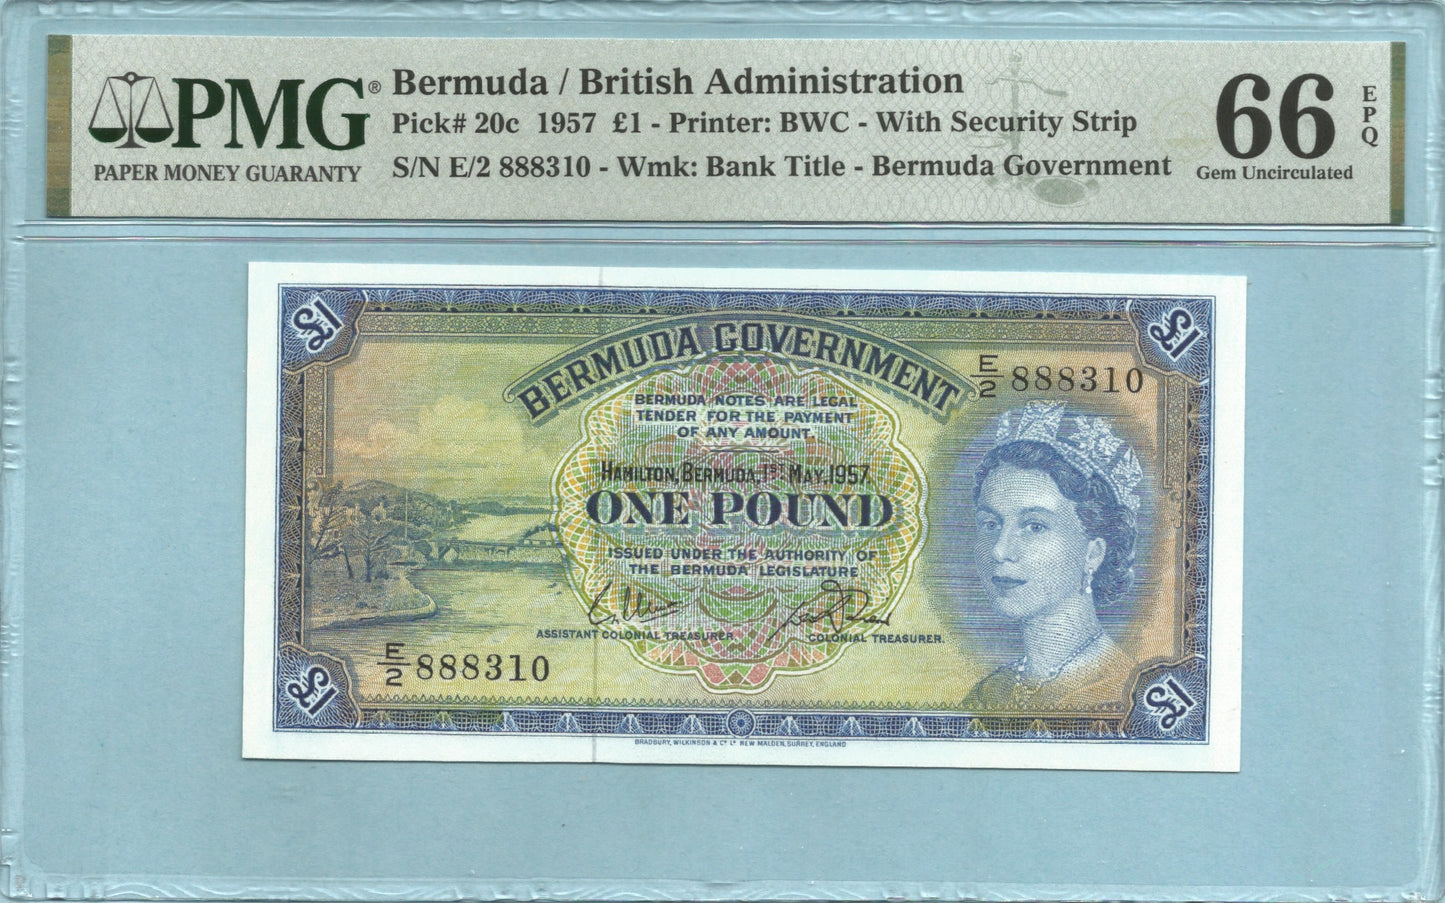 PMG®
PAPER MONEY GUARANTY
Bermuda / British Administration
Pick# 20c 1957 £1 - Printer: BWC - With Security Strip
S/N E/2 888310 - Wmk: Bank Title - Bermuda Government
66
EPQ
Gem Uncirculated
£1
£1
BERMUDA GOVERNMENT
E/2 888310
BERMUDA NOTES ARE LEGAL
TENDER FOR THE PAYMENT
OF ANY AMOUNT.
HAMILTON, BERMUDA, 1ST MAY, 1957.
ONE POUND
ISSUED UNDER THE AUTHORITY OF
THE BERMUDA LEGISLATURE
ASSISTANT COLONIAL TREASURER
COLONIAL TREASURER.
E/2 888310
£1
£1
BRADBURY, WILKINSON & Co. Ld. NEW MALDEN, SURREY, ENGLAND